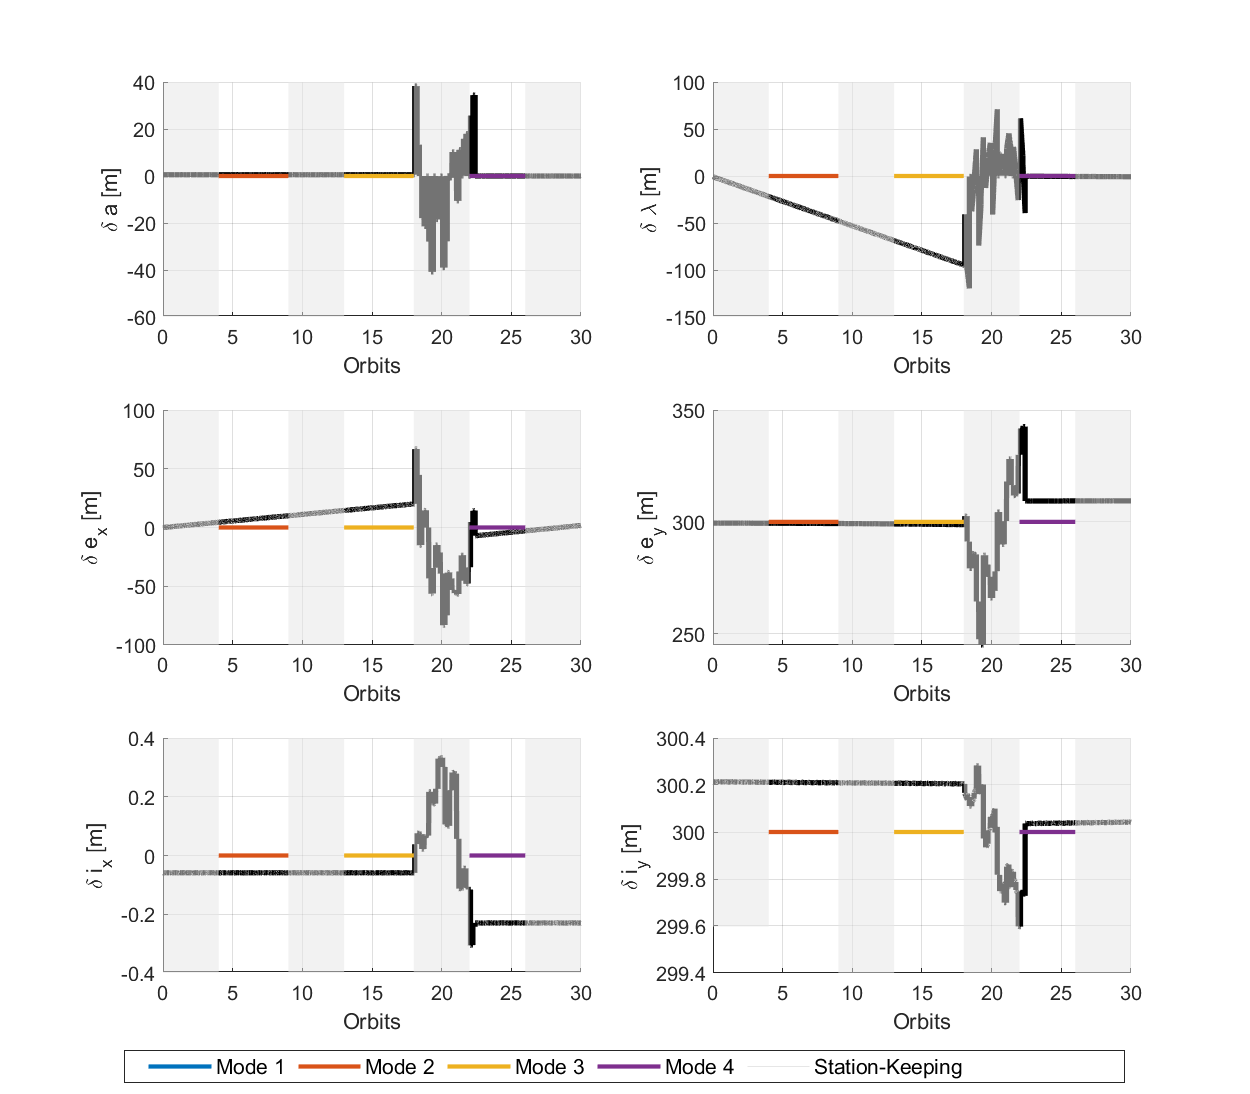 40
20
0
-20
-40
-60
δ a [m]
0 5 10 15 20 25 30
Orbits
100
50
0
-50
-100
-150
δ λ [m]
0 5 10 15 20 25 30
Orbits
100
50
0
-50
-100
δ eₓ [m]
0 5 10 15 20 25 30
Orbits
350
300
250
δ e_y [m]
0 5 10 15 20 25 30
Orbits
0.4
0.2
0
-0.2
-0.4
δ iₓ [m]
0 5 10 15 20 25 30
Orbits
300.4
300.2
300
299.8
299.6
299.4
δ i_y [m]
0 5 10 15 20 25 30
Orbits
Mode 1 Mode 2 Mode 3 Mode 4 Station-Keeping